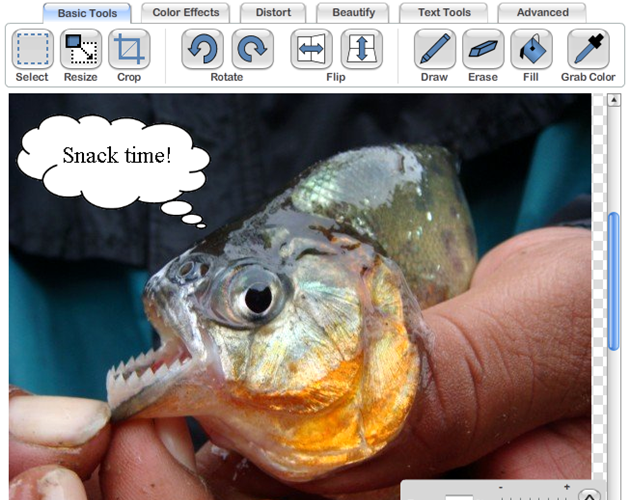 Basic Tools Color Effects Distort Beautify Text Tools Advanced
Select Resize Crop Rotate Flip Draw Erase Fill Grab Color
Snack time!
- +